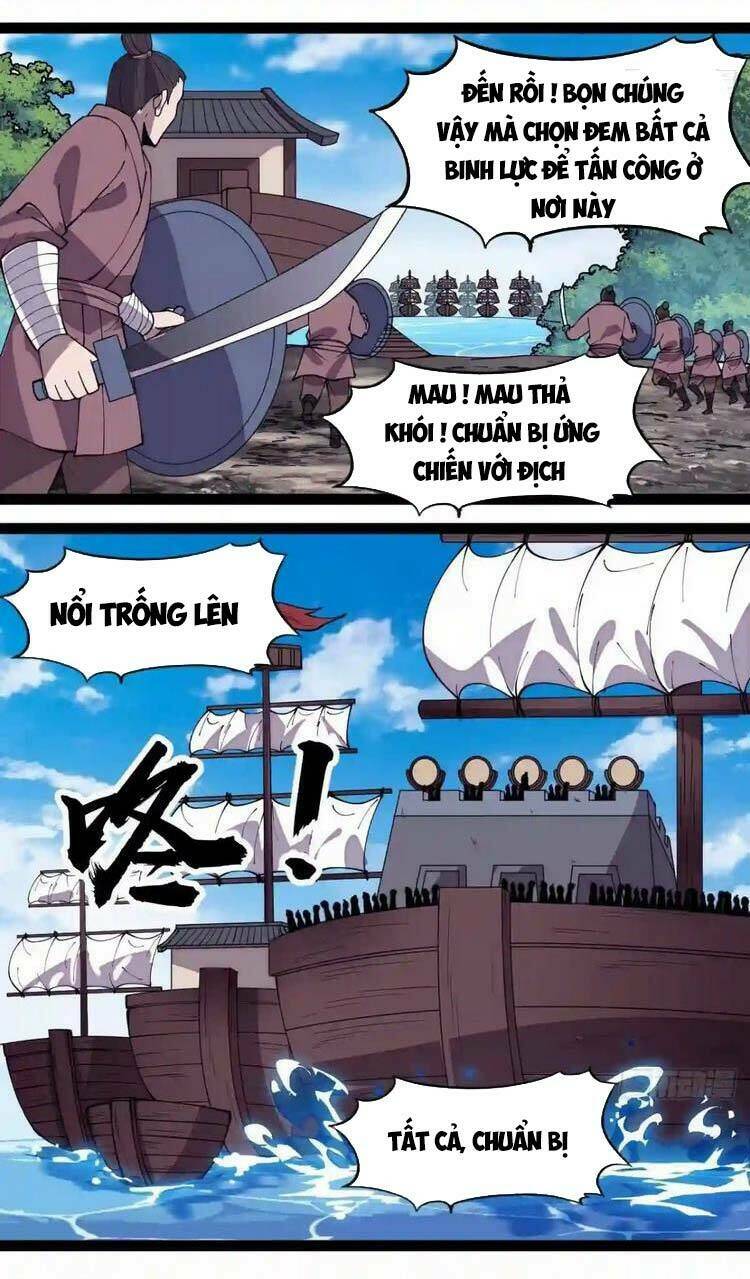 ĐẾN RỒI ! BỌN CHÚNG
VẬY MÀ CHỌN ĐEM BẤT CẢ
BINH LỰC ĐỂ TẤN CÔNG Ở
NƠI NÀY
MAU ! MAU THẢ
KHÓI ! CHUẨN BỊ ỨNG
CHIẾN VỚI ĐỊCH
NỔI TRỐNG LÊN
咚！
TẤT CẢ, CHUẨN BỊ